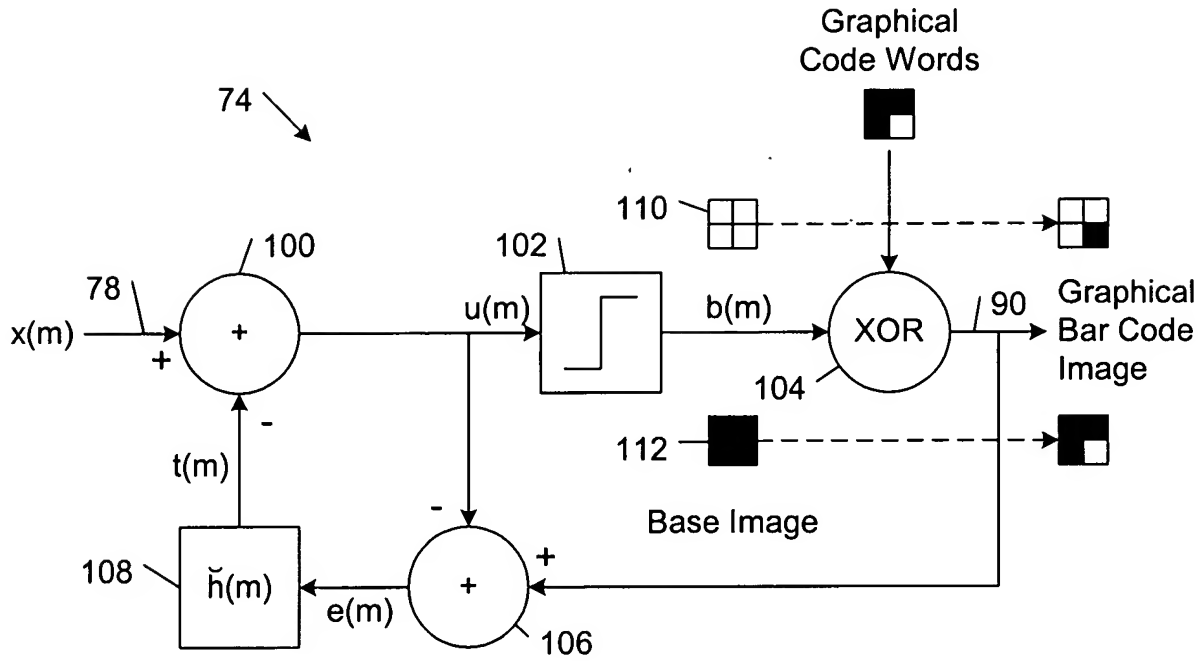 Graphical
Code Words
74
110
100
102
78
u(m)
b(m)
XOR
90
Graphical
Bar Code
Image
x(m)
+
+
104
-
112
t(m)
-
Base Image
+
108
ȟ(m)
e(m)
+
106